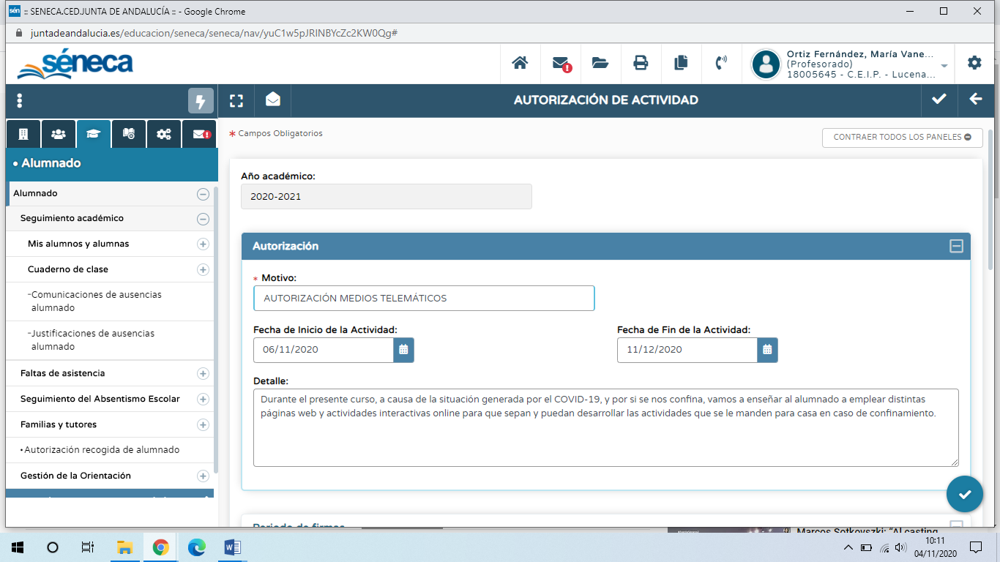 :: SENECA.CED.JUNTA DE ANDALUCÍA :: - Google Chrome
juntadeandalucia.es/educacion/seneca/seneca/nav/yuC1w5pJRINBYcZc2KW0Qg#
séneca
Ortiz Fernández, María Vane...
(Profesorado)
18005645 - C.E.I.P. - Lucena...
AUTORIZACIÓN DE ACTIVIDAD
* Campos Obligatorios
CONTRAER TODOS LOS PANELES
• Alumnado
Alumnado
Seguimiento académico
Mis alumnos y alumnas
Cuaderno de clase
-Comunicaciones de ausencias
alumnado
-Justificaciones de ausencias
alumnado
Faltas de asistencia
Seguimiento del Absentismo Escolar
Familias y tutores
•Autorización recogida de alumnado
Gestión de la Orientación
Año académico:
2020-2021
Autorización
* Motivo:
AUTORIZACIÓN MEDIOS TELEMÁTICOS
Fecha de Inicio de la Actividad:
06/11/2020
Fecha de Fin de la Actividad:
11/12/2020
Detalle:
Durante el presente curso, a causa de la situación generada por el COVID-19, y por si se nos confina, vamos a enseñar al alumnado a emplear distintas
páginas web y actividades interactivas online para que sepan y puedan desarrollar las actividades que se le manden para casa en caso de confinamiento.
Periodo de firmas
Marcos Sotkovszki: "Al casting
10:11
04/11/2020